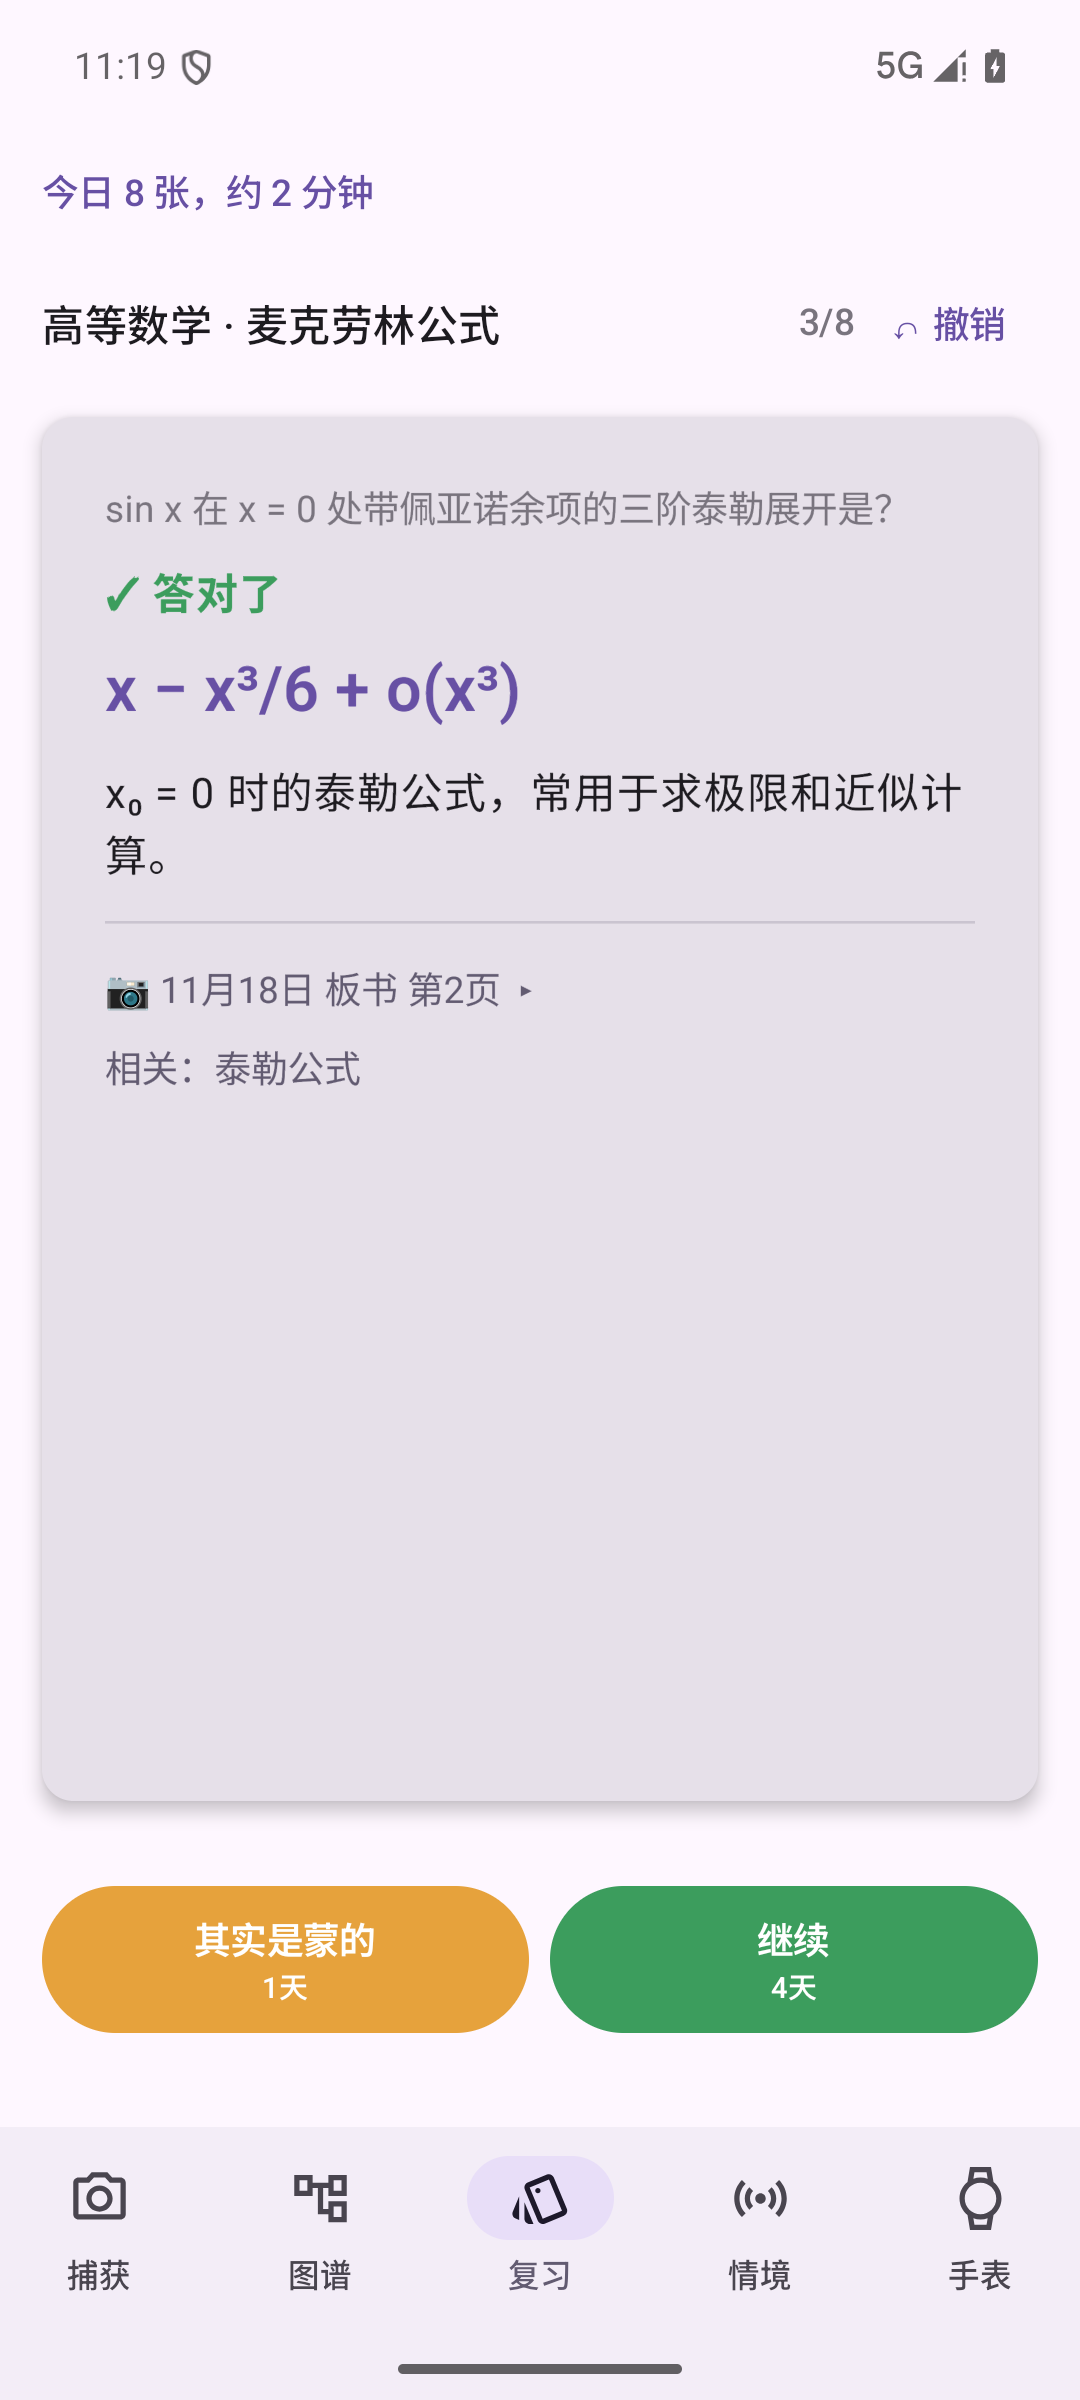 11:19
5G
今日 8 张，约 2 分钟
高等数学 · 麦克劳林公式
3/8
撤销
sin x 在 x = 0 处带佩亚诺余项的三阶泰勒展开是？
✓ 答对了
x − x³/6 + o(x³)
x₀ = 0 时的泰勒公式，常用于求极限和近似计
算。
📷 11月18日 板书 第2页 ▸
相关：泰勒公式
其实是蒙的
1天
继续
4天
捕获
图谱
复习
情境
手表